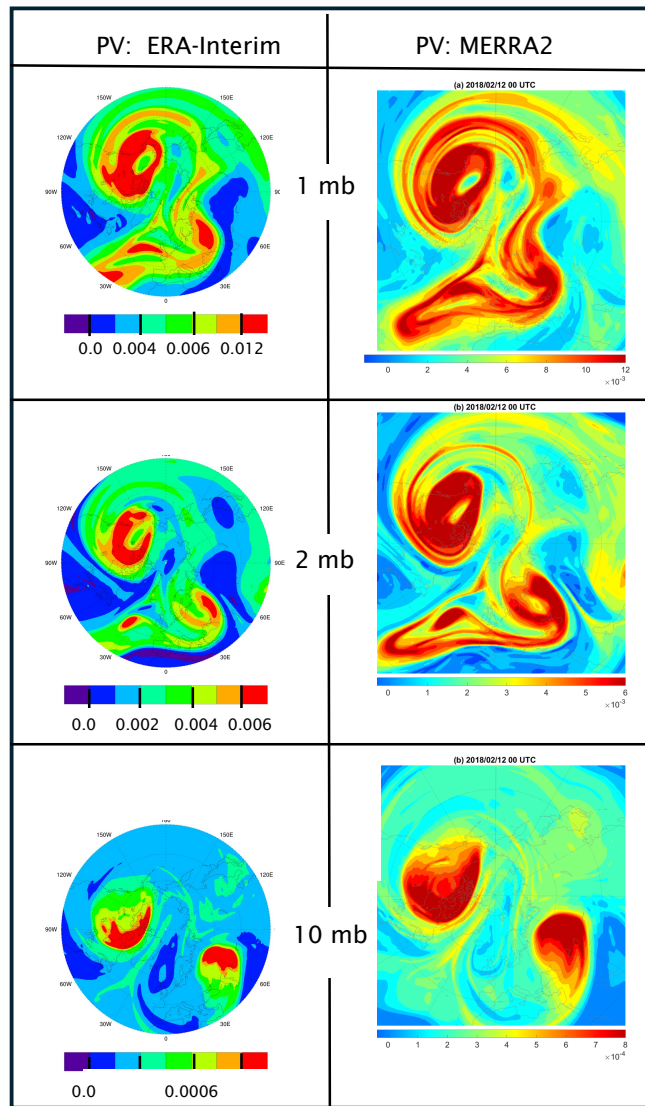 PV: ERA-Interim
PV: MERRA2
150W
150E
120W
120E
90W
90E
60W
60E
30W
30E
0
0.0 0.004 0.006 0.012
1 mb
(a) 2018/02/12 00 UTC
0 2 4 6 8 10 12
×10⁻³
150W
150E
120W
120E
90W
90E
60W
60E
30W
30E
0
0.0 0.002 0.004 0.006
2 mb
(b) 2018/02/12 00 UTC
0 1 2 3 4 5 6
×10⁻³
150W
150E
120W
120E
90W
90E
60W
60E
30W
30E
0
0.0 0.0006
10 mb
(b) 2018/02/12 00 UTC
0 1 2 3 4 5 6 7 8
×10⁻⁴